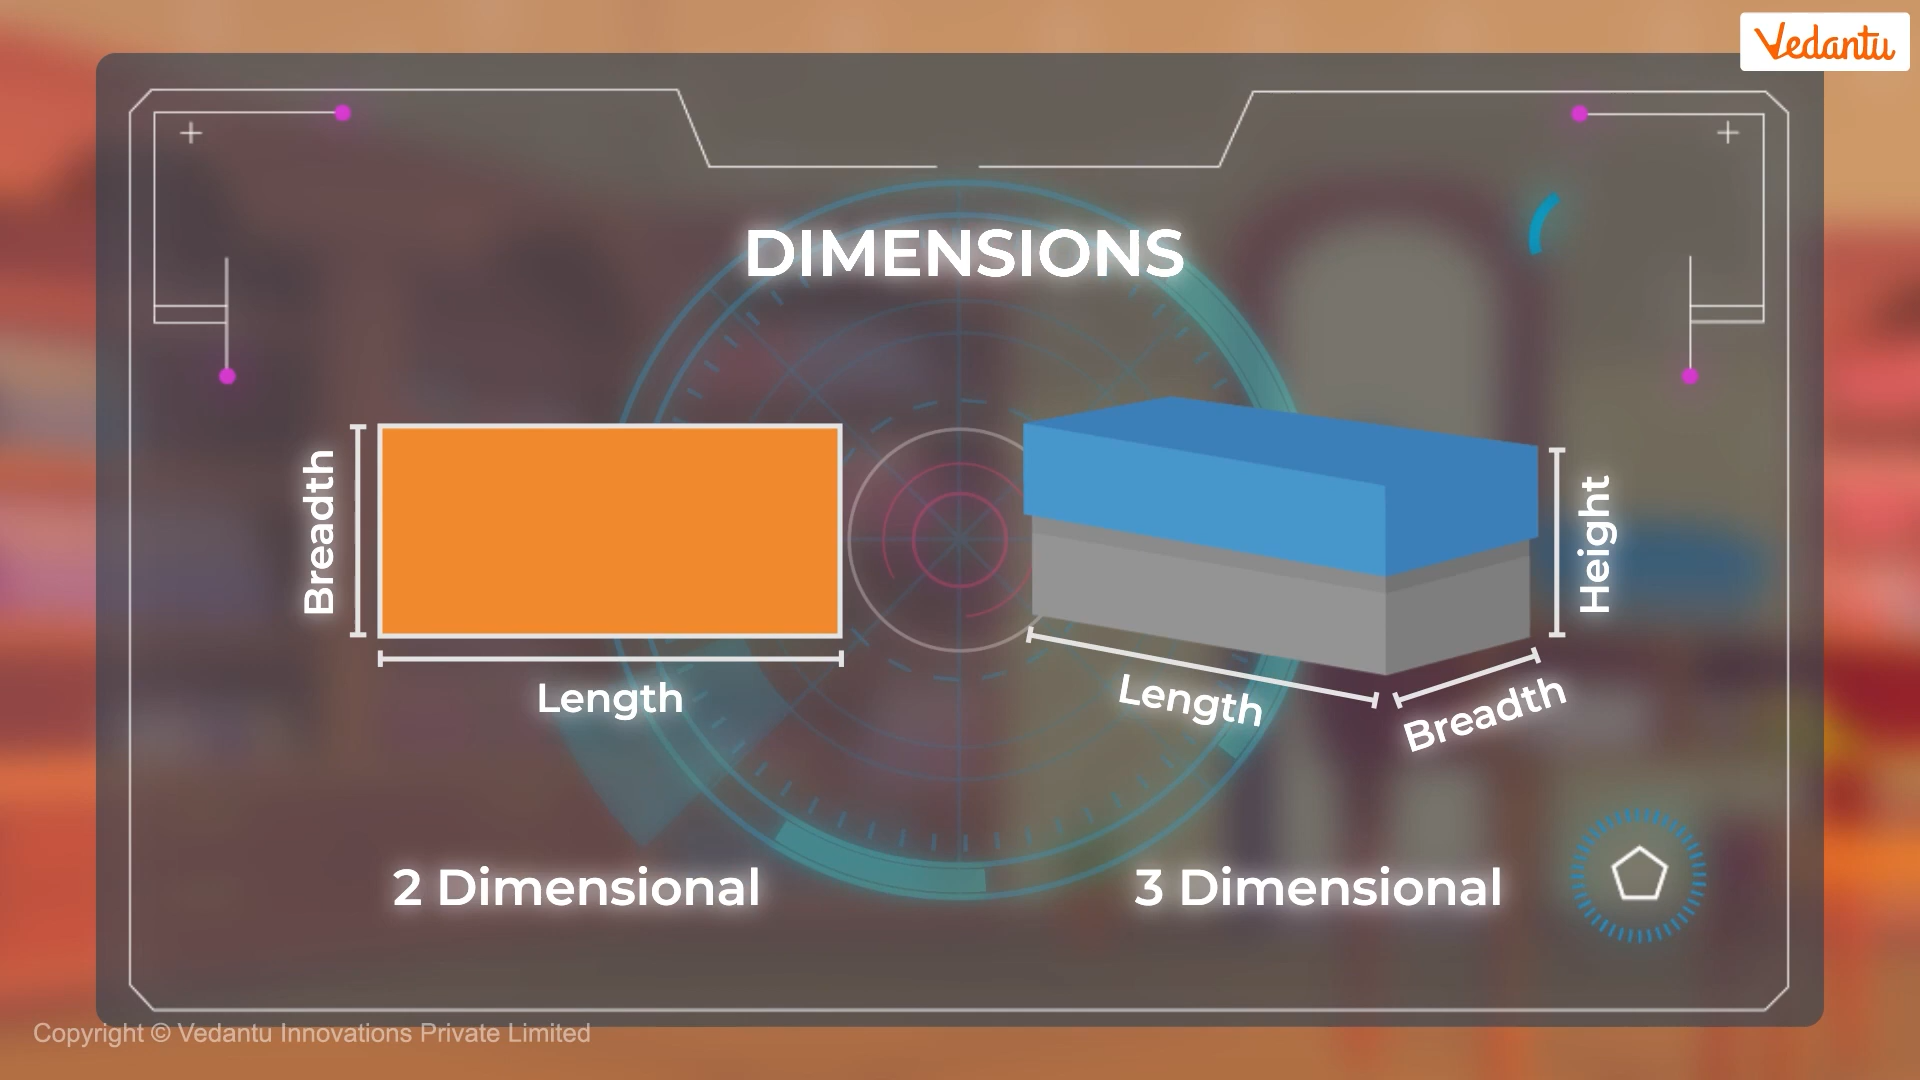 Vedantu
DIMENSIONS
Breadth
Length
Height
Length
Breadth
2 Dimensional
3 Dimensional
Copyright © Vedantu Innovations Private Limited